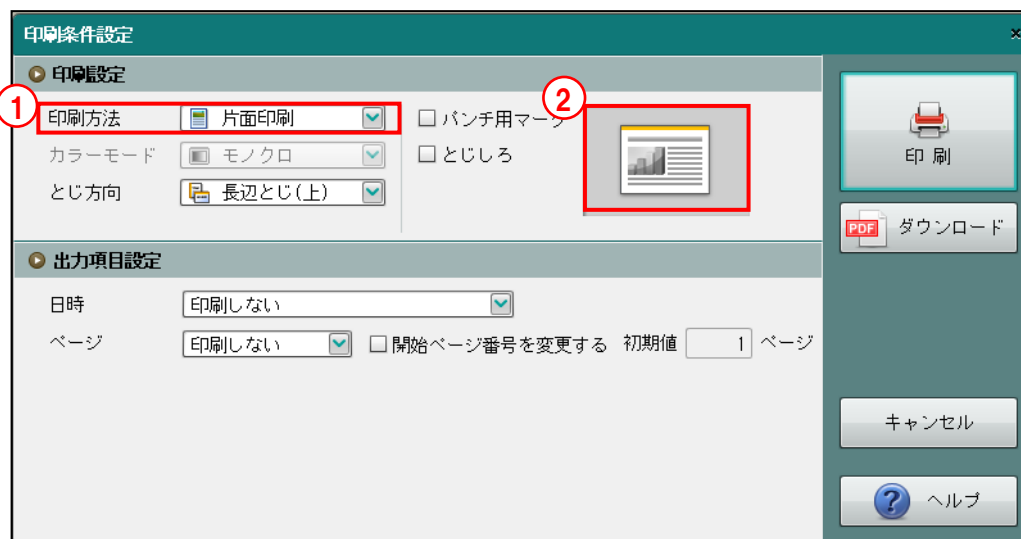 印刷条件設定
印刷設定
1
印刷方法 片面印刷
パンチ用マーク
2
カラーモード モノクロ
とじしろ
とじ方向 長辺とじ(上)
出力項目設定
日時 印刷しない
ページ 印刷しない 開始ページ番号を変更する 初期値 1 ページ
印 刷
PDF ダウンロード
キャンセル
? ヘルプ